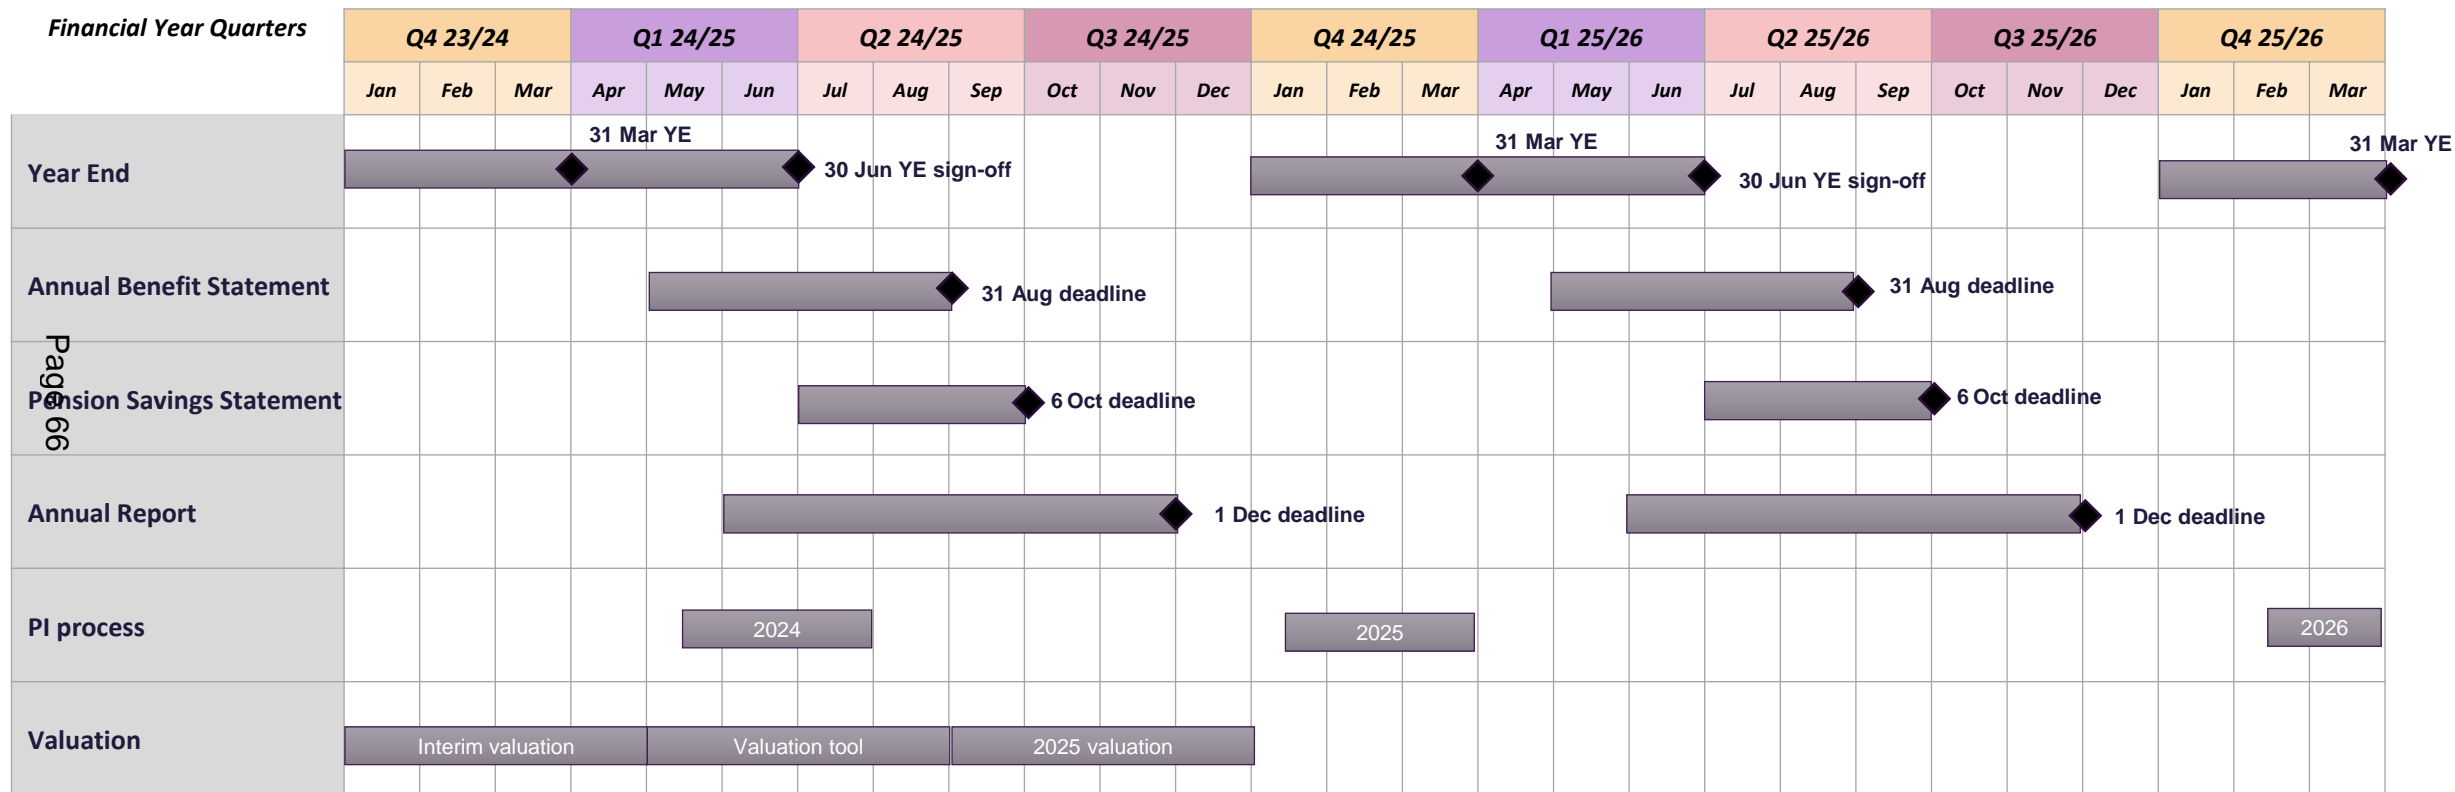 Financial Year Quarters
Q4 23/24 Q1 24/25 Q2 24/25 Q3 24/25 Q4 24/25 Q1 25/26 Q2 25/26 Q3 25/26 Q4 25/26
Jan Feb Mar Apr May Jun Jul Aug Sep Oct Nov Dec Jan Feb Mar Apr May Jun Jul Aug Sep Oct Nov Dec Jan Feb Mar
31 Mar YE 31 Mar YE 31 Mar YE
Year End 30 Jun YE sign-off 30 Jun YE sign-off
Annual Benefit Statement 31 Aug deadline 31 Aug deadline
Pension Savings Statement 6 Oct deadline 6 Oct deadline
Page 66
Annual Report 1 Dec deadline 1 Dec deadline
PI process 2024 2025 2026
Valuation Interim valuation Valuation tool 2025 valuation